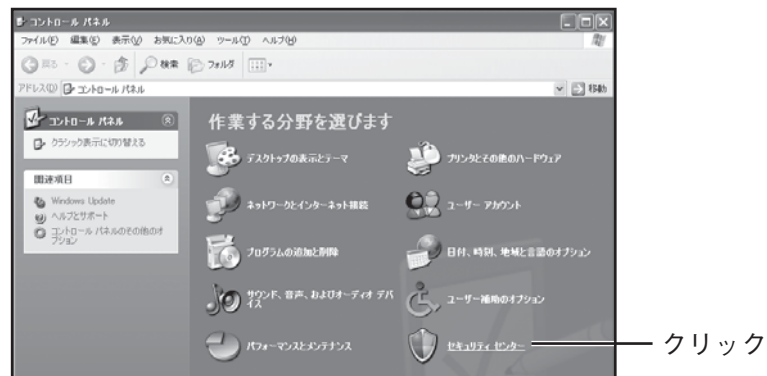 コントロール パネル
ファイル(F) 編集(E) 表示(V) お気に入り(A) ツール(T) ヘルプ(H)
戻る 検索 フォルダ
アドレス(D) コントロール パネル 移動
コントロール パネル
クラシック表示に切り替える
関連項目
Windows Update
ヘルプとサポート
コントロール パネルのその他のオ
プション
作業する分野を選びます
デスクトップの表示とテーマ
プリンタとその他のハードウェア
ネットワークとインターネット接続
ユーザー アカウント
プログラムの追加と削除
日付、時刻、地域と言語のオプション
サウンド、音声、およびオーディオ デバ
イス
ユーザー補助のオプション
パフォーマンスとメンテナンス
セキュリティ センター
クリック